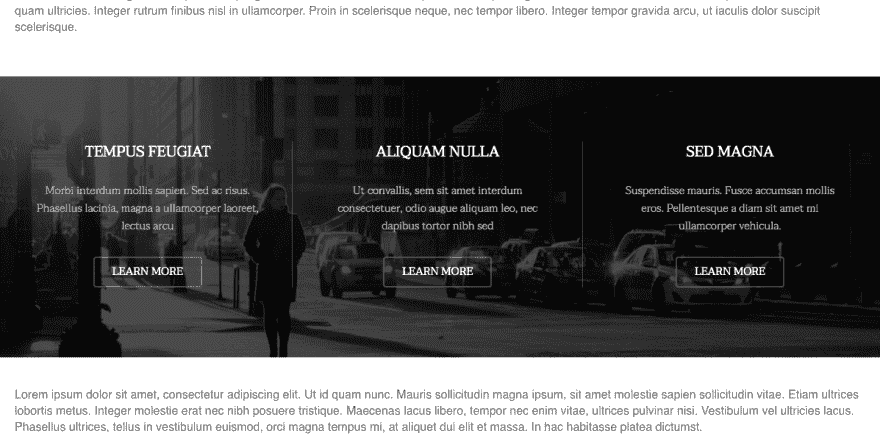 quam ultricies. Integer rutrum finibus nisl in ullamcorper. Proin in scelerisque neque, nec tempor libero. Integer tempor gravida arcu, ut iaculis dolor suscipit
scelerisque.
TEMPUS FEUGIAT
Morbi interdum mollis sapien. Sed ac risus.
Phasellus lacinia, magna a ullamcorper laoreet,
lectus arcu
LEARN MORE
ALIQUAM NULLA
Ut convallis, sem sit amet interdum
consectetuer, odio augue aliquam leo, nec
dapibus tortor nibh sed
LEARN MORE
SED MAGNA
Suspendisse mauris. Fusce accumsan mollis
eros. Pellentesque a diam sit amet mi
ullamcorper vehicula.
LEARN MORE
Lorem ipsum dolor sit amet, consectetur adipiscing elit. Ut id quam nunc. Mauris sollicitudin magna ipsum, sit amet molestie sapien sollicitudin vitae. Etiam ultrices
lobortis metus. Integer molestie erat nec nibh posuere tristique. Maecenas lacus libero, tempor nec enim vitae, ultrices pulvinar nisi. Vestibulum vel ultricies lacus.
Phasellus ultrices, tellus in vestibulum euismod, orci magna tempus mi, at aliquet dui elit et massa. In hac habitasse platea dictumst.